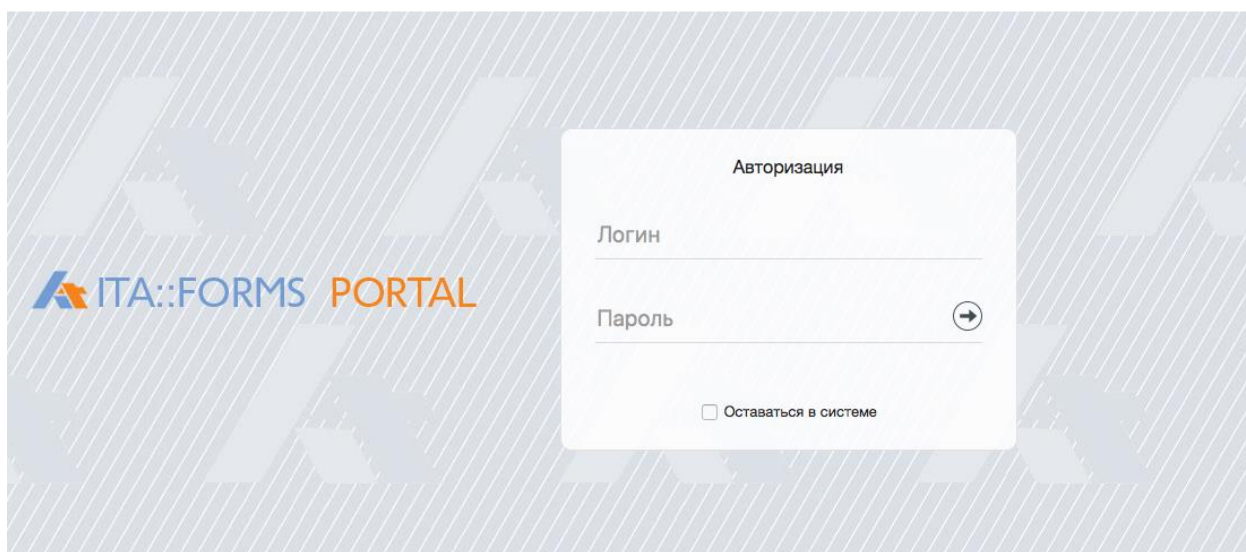 Авторизация
Логин
ITA::FORMS PORTAL
Пароль
Оставаться в системе